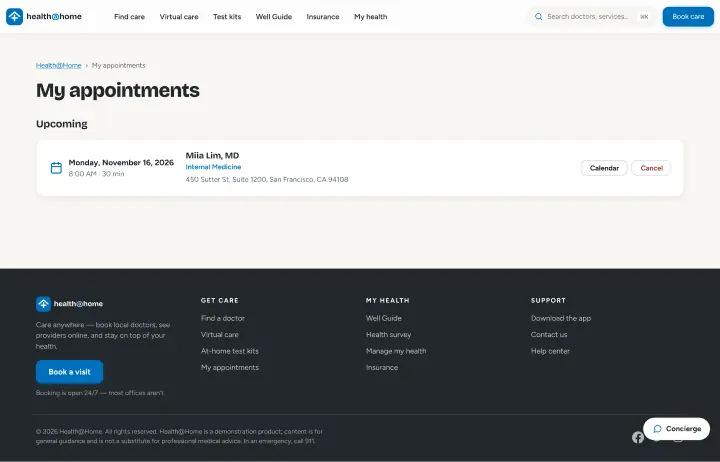 health@home
Find care
Virtual care
Test kits
Well Guide
Insurance
My health
Search doctors, services…
⌘K
Book care
Health@Home › My appointments
My appointments
Upcoming
Monday, November 16, 2026
8:00 AM · 30 min
Miia Lim, MD
Internal Medicine
450 Sutter St, Suite 1200, San Francisco, CA 94108
Calendar
Cancel
health@home
Care anywhere — book local doctors, see
providers online, and stay on top of your
health.
Book a visit
Booking is open 24/7 — most offices aren't.
GET CARE
Find a doctor
Virtual care
At-home test kits
My appointments
MY HEALTH
Well Guide
Health survey
Manage my health
Insurance
SUPPORT
Download the app
Contact us
Help center
© 2026 Health@Home. All rights reserved. Health@Home is a demonstration product; content is for
general guidance and is not a substitute for professional medical advice. In an emergency, call 911.
Concierge